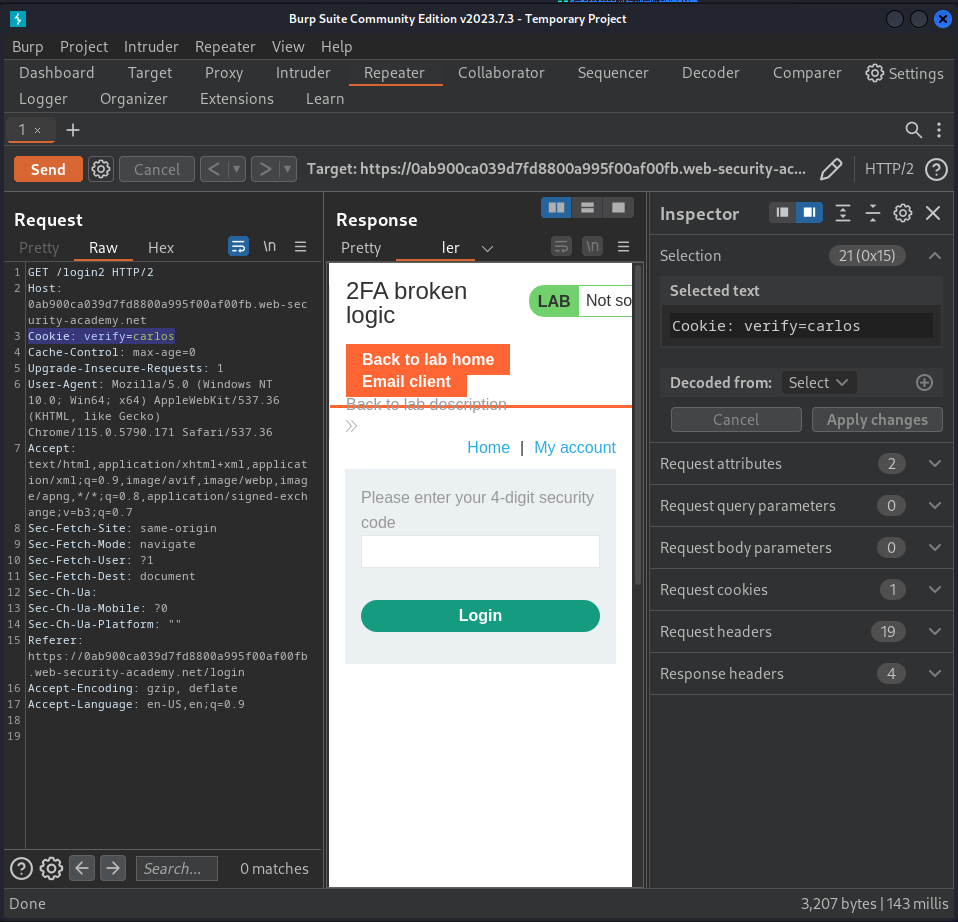 Burp Suite Community Edition v2023.7.3 - Temporary Project
Burp Project Intruder Repeater View Help
Dashboard Target Proxy Intruder Repeater Collaborator Sequencer Decoder Comparer Settings
Logger Organizer Extensions Learn
1 × +
Send Cancel < > Target: https://0ab900ca039d7fd8800a995f00af00fb.web-security-ac... HTTP/2 ?
Request
Pretty Raw Hex \n
1 GET /login2 HTTP/2
2 Host:
0ab900ca039d7fd8800a995f00af00fb.web-sec
urity-academy.net
3 Cookie: verify=carlos
4 Cache-Control: max-age=0
5 Upgrade-Insecure-Requests: 1
6 User-Agent: Mozilla/5.0 (Windows NT
10.0; Win64; x64) AppleWebKit/537.36
(KHTML, like Gecko)
Chrome/115.0.5790.171 Safari/537.36
7 Accept:
text/html,application/xhtml+xml,applicat
ion/xml;q=0.9,image/avif,image/webp,imag
e/apng,*/*;q=0.8,application/signed-exch
ange;v=b3;q=0.7
8 Sec-Fetch-Site: same-origin
9 Sec-Fetch-Mode: navigate
10 Sec-Fetch-User: ?1
11 Sec-Fetch-Dest: document
12 Sec-Ch-Ua:
13 Sec-Ch-Ua-Mobile: ?0
14 Sec-Ch-Ua-Platform: ""
15 Referer:
https://0ab900ca039d7fd8800a995f00af00fb
.web-security-academy.net/login
16 Accept-Encoding: gzip, deflate
17 Accept-Language: en-US,en;q=0.9
18
19
? Search... 0 matches
Response
Pretty ler \n
2FA broken
logic
LAB Not so
Back to lab home
Email client
Back to lab description
Home | My account
Please enter your 4-digit security
code
Login
Inspector
Selection 21 (0x15)
Selected text
Cookie: verify=carlos
Decoded from: Select
Cancel Apply changes
Request attributes 2
Request query parameters 0
Request body parameters 0
Request cookies 1
Request headers 19
Response headers 4
Done 3,207 bytes | 143 millis